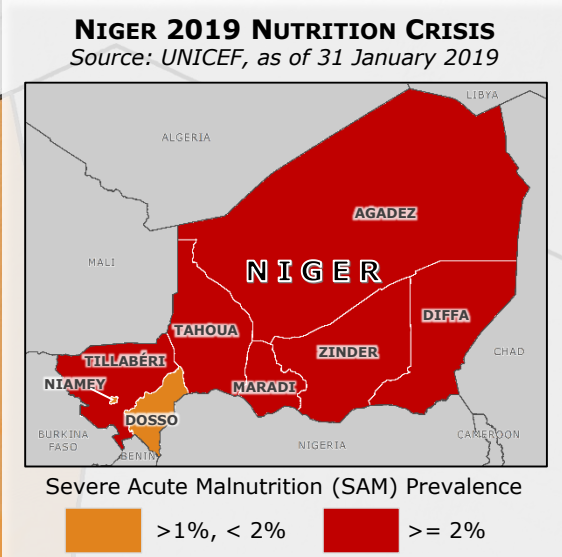 NIGER 2019 NUTRITION CRISIS
Source: UNICEF, as of 31 January 2019
LIBYA
ALGERIA
AGADEZ
MALI
NIGER
DIFFA
TAHOUA
ZINDER
CHAD
TILLABÉRI
NIAMEY
MARADI
DOSSO
BURKINA
FASO
BENIN
NIGERIA
CAMEROON
Severe Acute Malnutrition (SAM) Prevalence
>1%, < 2%
>= 2%